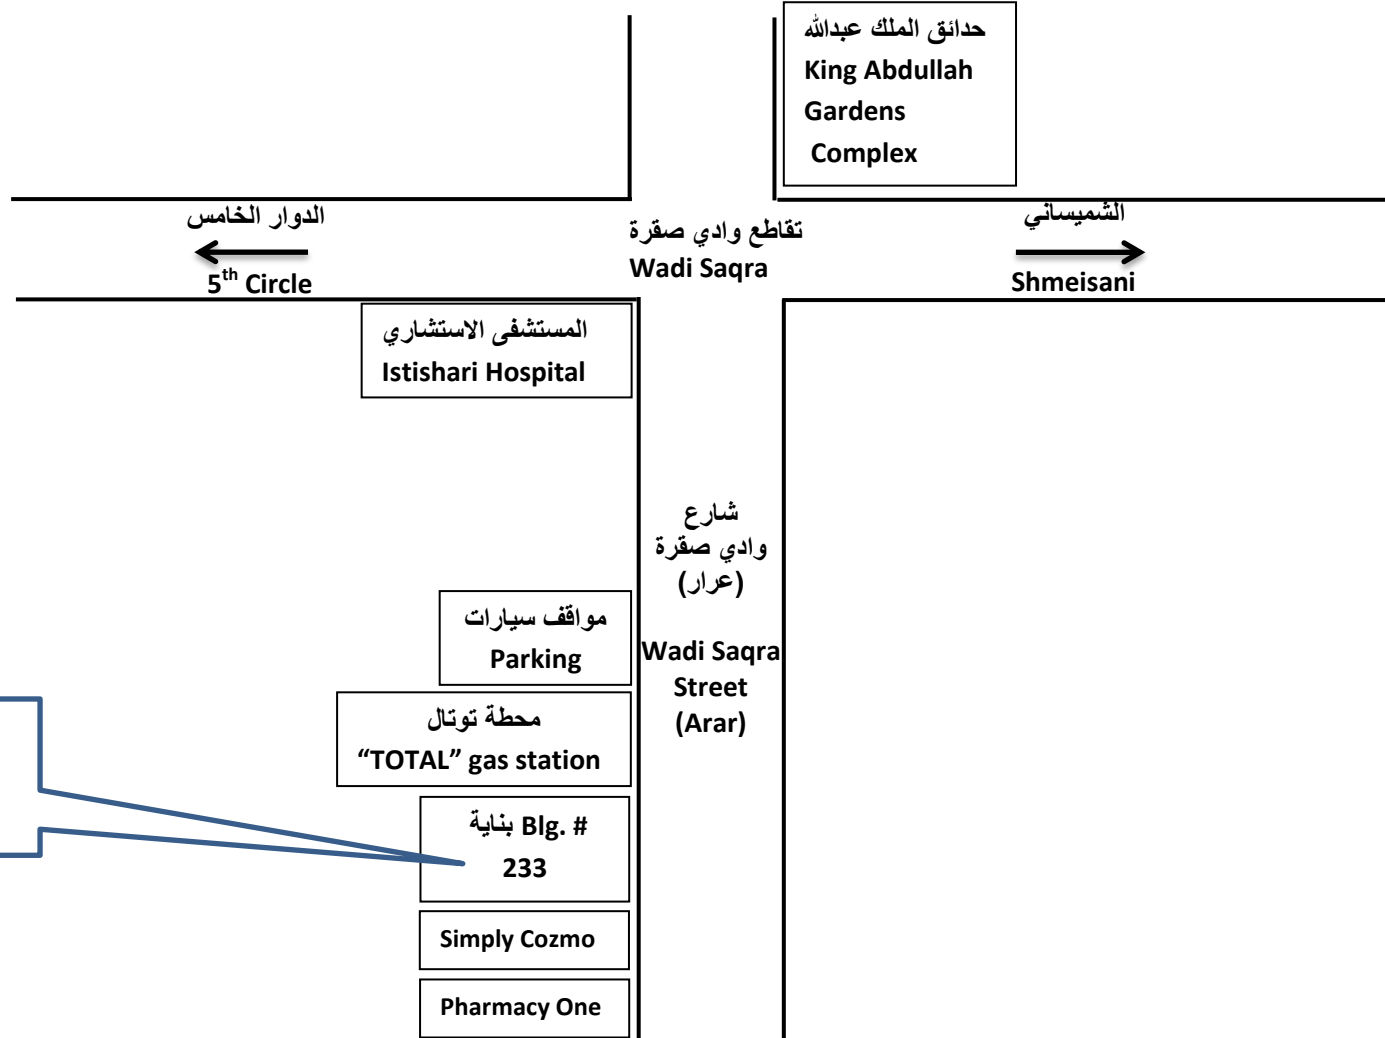 حدائق الملك عبدالله
King Abdullah
Gardens
Complex
الدوار الخامس
5th Circle
تقاطع وادي صقرة
Wadi Saqra
الشميساني
Shmeisani
المستشفى الاستشاري
Istishari Hospital
شارع
وادي صقرة
(عرار)
Wadi Saqra
Street
(Arar)
مواقف سيارات
Parking
محطة توتال
“TOTAL” gas station
بناية Blg. #
233
Simply Cozmo
Pharmacy One